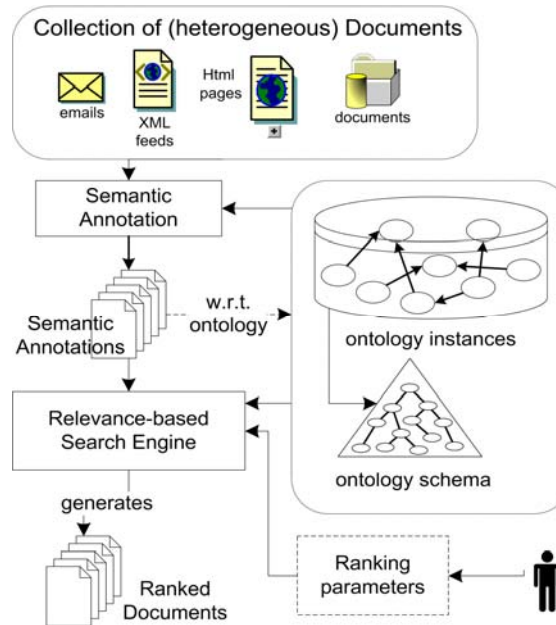 Collection of (heterogeneous) Documents
emails
XML
feeds
Html
pages
documents
Semantic
Annotation
Semantic
Annotations
w.r.t.
ontology
ontology instances
ontology schema
Relevance-based
Search Engine
generates
Ranked
Documents
Ranking
parameters